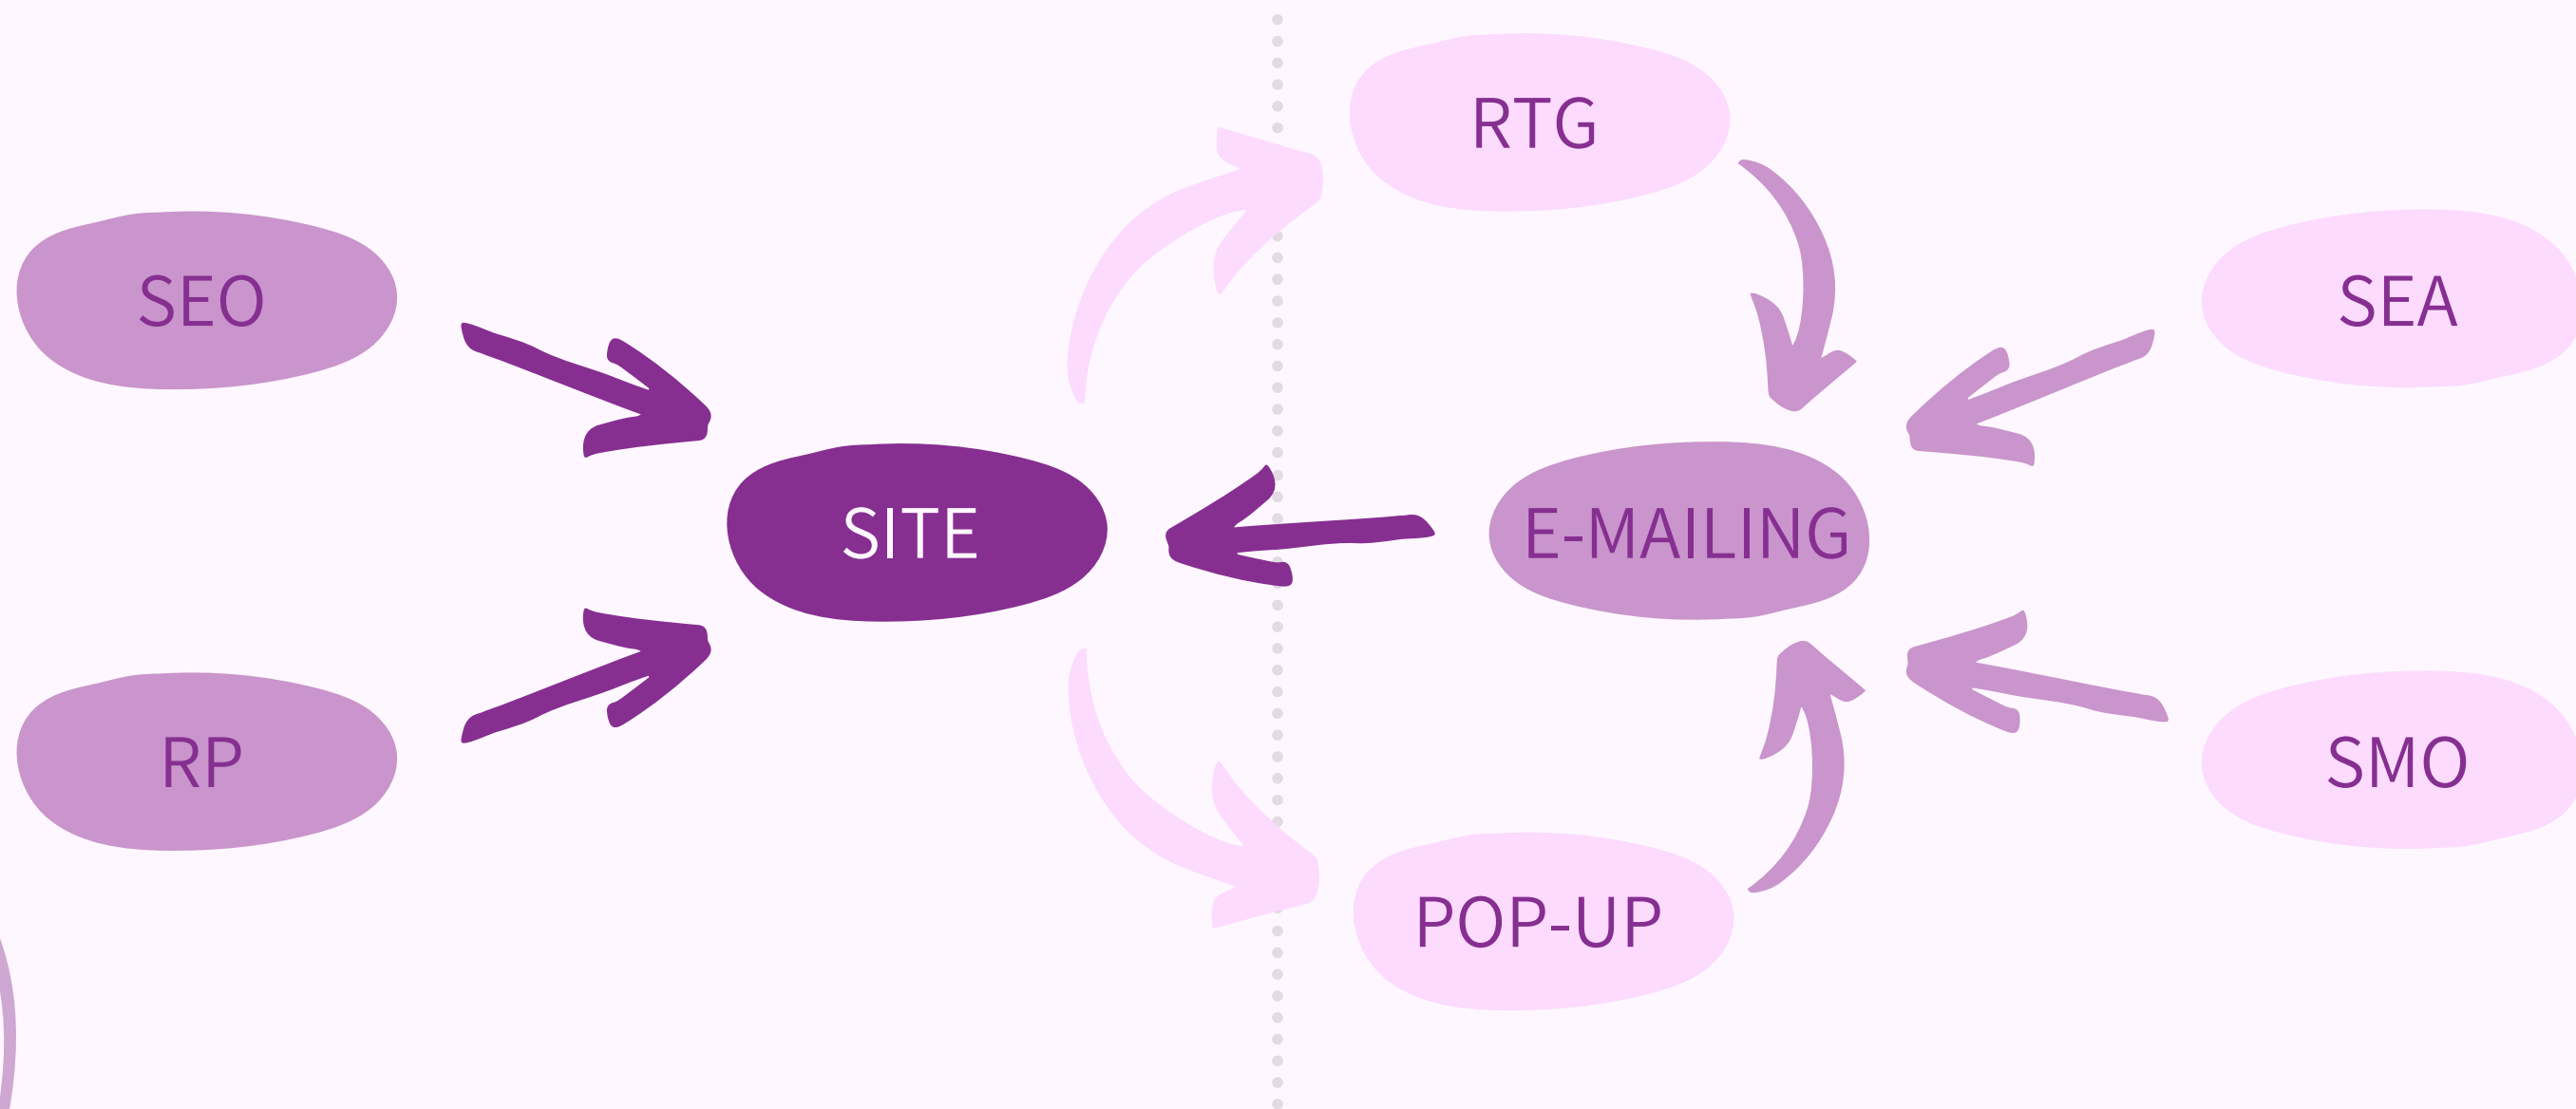 RTG
SEO
SEA
SITE
E-MAILING
RP
SMO
POP-UP